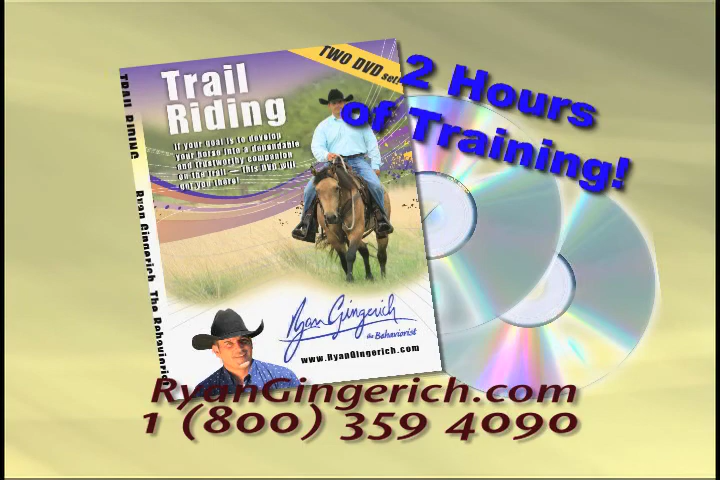 TRAIL RIDING
Ryan Gingerich, The Behaviorist
TWO DVD set!
Trail
Riding
If your goal is to develop
your horse into a dependable
and trustworthy companion
on the trail — this DVD will
get you there!
2 Hours
of Training!
Ryan Gingerich
the Behaviorist
www.RyanGingerich.com
RyanGingerich.com
1 (800) 359 4090